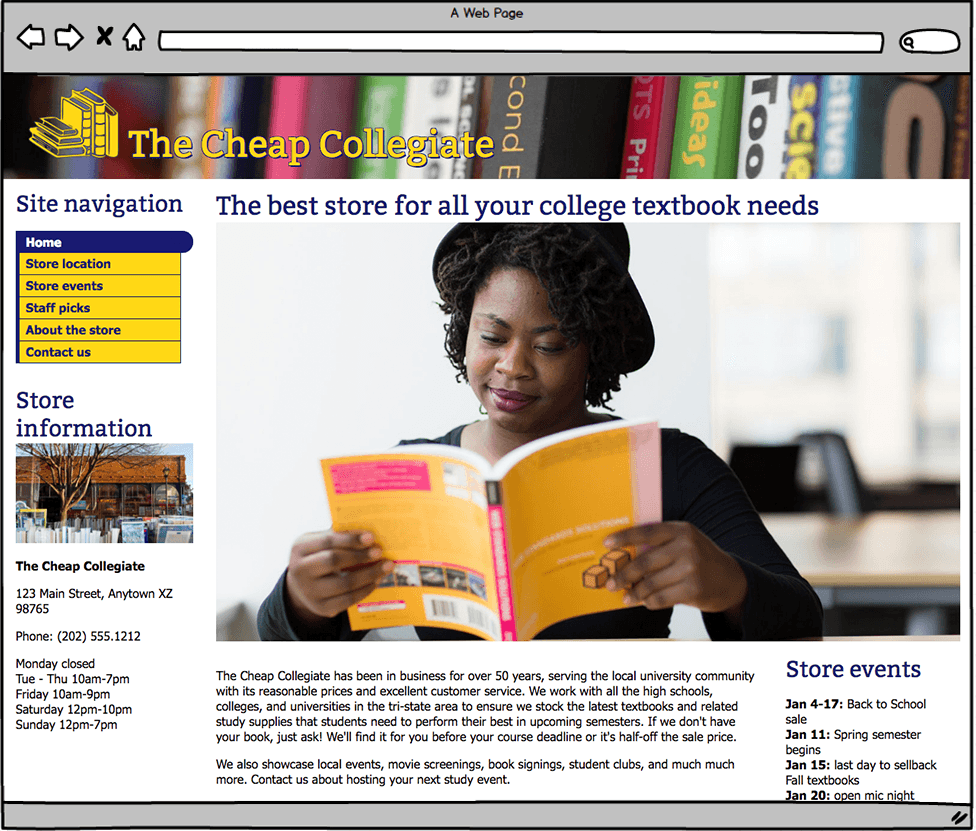 A Web Page
cond E
OTS Pri
ideas
Too
Scie
The Cheap Collegiate
Site navigation
Home
Store location
Store events
Staff picks
About the store
Contact us
Store
information
The Cheap Collegiate
123 Main Street, Anytown XZ
98765
Phone: (202) 555.1212
Monday closed
Tue - Thu 10am-7pm
Friday 10am-9pm
Saturday 12pm-10pm
Sunday 12pm-7pm
The best store for all your college textbook needs
The Cheap Collegiate has been in business for over 50 years, serving the local university community
with its reasonable prices and excellent customer service. We work with all the high schools,
colleges, and universities in the tri-state area to ensure we stock the latest textbooks and related
study supplies that students need to perform their best in upcoming semesters. If we don't have
your book, just ask! We'll find it for you before your course deadline or it's half-off the sale price.
We also showcase local events, movie screenings, book signings, student clubs, and much much
more. Contact us about hosting your next study event.
Store events
Jan 4-17: Back to School
sale
Jan 11: Spring semester
begins
Jan 15: last day to sellback
Fall textbooks
Jan 20: open mic night